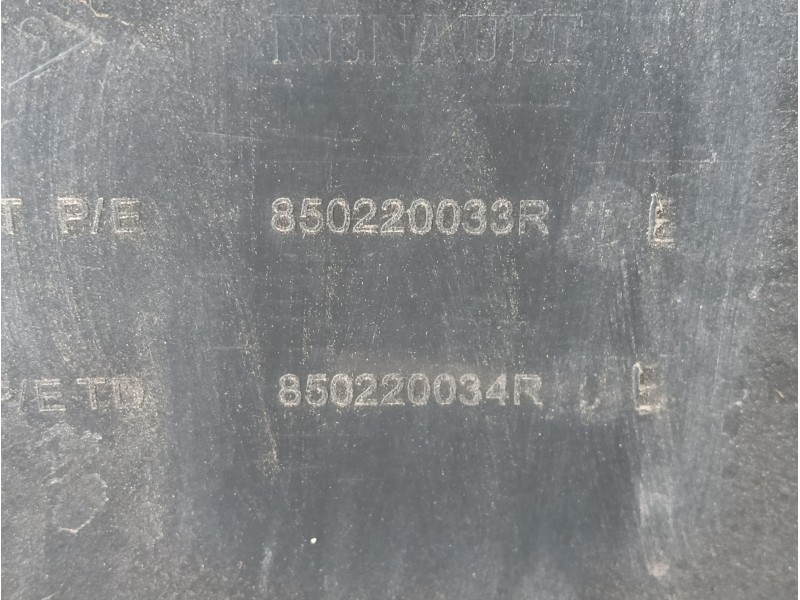 RENAULT
T P/E 850220033R E
P/E TD 850220034R E